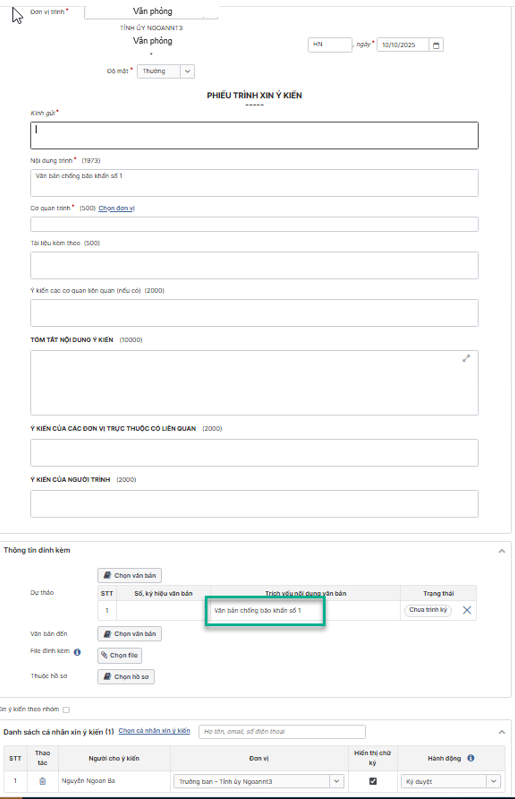 Đơn vị trình * Văn phòng
TỈNH ỦY NGOANNT3
Văn phòng
*
HN , ngày * 10/10/2025
Độ mật * Thường
PHIẾU TRÌNH XIN Ý KIẾN
-----
Kính gửi *
Nội dung trình * (1973)
Văn bản chống bão khẩn số 1
Cơ quan trình * (500) Chọn đơn vị
Tài liệu kèm theo (500)
Ý kiến các cơ quan liên quan (nếu có) (2000)
TÓM TẮT NỘI DUNG Ý KIẾN (10000)
Ý KIẾN CỦA CÁC ĐƠN VỊ TRỰC THUỘC CÓ LIÊN QUAN (2000)
Ý KIẾN CỦA NGƯỜI TRÌNH (2000)
Thông tin đính kèm
Chọn văn bản
Dự thảo
STT Số, ký hiệu văn bản Trích yếu nội dung văn bản Trạng thái
1 Văn bản chống bão khẩn số 1 Chưa trình ký
Văn bản đến Chọn văn bản
File đính kèm Chọn file
Thuộc hồ sơ Chọn hồ sơ
ý kiến theo nhóm
Danh sách cá nhân xin ý kiến (1) Chọn cá nhân xin ý kiến Họ tên, email, số điện thoại
STT Thao tác Người cho ý kiến Đơn vị Hiển thị chữ ký Hành động
1 Nguyễn Ngoan Ba Trưởng ban - Tỉnh ủy Ngoannt3 Ký duyệt